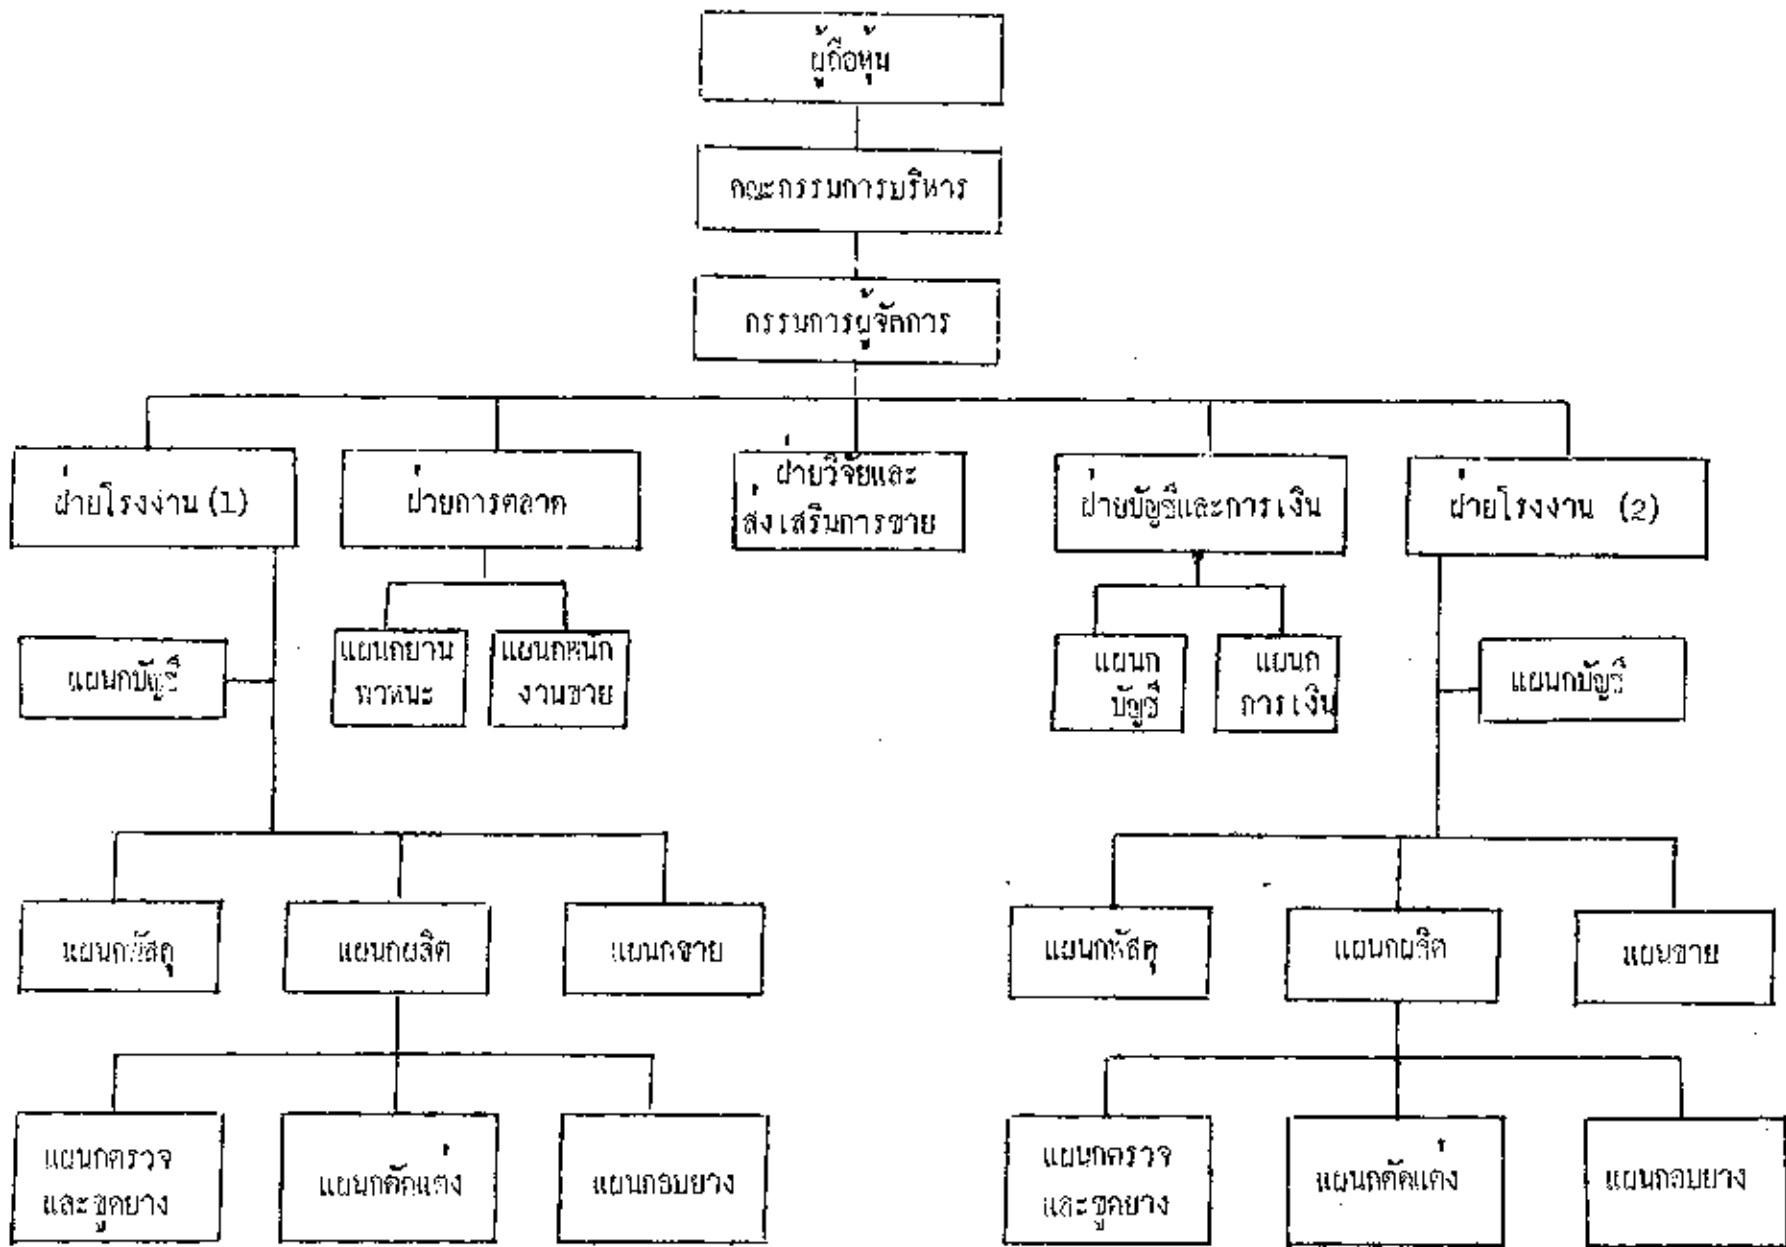 ผู้ถือหุ้น
คณะกรรมการบริหาร
กรรมการผู้จัดการ
ฝ่ายโรงงาน (1)
ฝ่ายการตลาด
ฝ่ายวิจัยและ
ส่งเสริมการขาย
ฝ่ายบัญชีและการเงิน
ฝ่ายโรงงาน (2)
แผนกบัญชี
แผนกยาน
พาหนะ
แผนกพนัก
งานขาย
แผนก
บัญชี
แผนก
การเงิน
แผนกบัญชี
แผนกพัสดุ
แผนกผลิต
แผนกขาย
แผนกพัสดุ
แผนกผลิต
แผนขาย
แผนกตรวจ
และขูดยาง
แผนกตัดแต่ง
แผนกอบยาง
แผนกตรวจ
และขูดยาง
แผนกตัดแต่ง
แผนกอบยาง